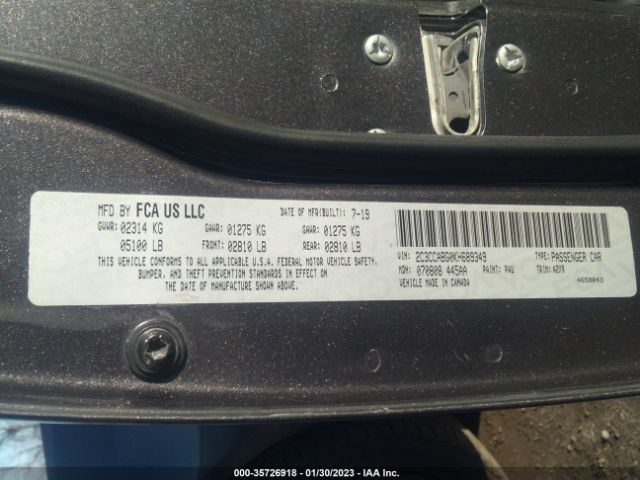 MFD BY FCA US LLC
DATE OF MFR(BUILT): 7-19
GVWR: 02314 KG
GAWR: 01275 KG
GAWR: 01275 KG
05100 LB
FRONT: 02810 LB
REAR: 02810 LB
THIS VEHICLE CONFORMS TO ALL APPLICABLE U.S.A. FEDERAL MOTOR VEHICLE SAFETY,
BUMPER, AND THEFT PREVENTION STANDARDS IN EFFECT ON
THE DATE OF MANUFACTURE SHOWN ABOVE.
VIN: 2C3CCABG0KH689349
TYPE: PASSENGER CAR
MDH: 070808 445AA
PAINT: PAU
TRIM: A2X9
VEHICLE MADE IN CANADA
4658843
000-35726918 - 01/30/2023 - IAA Inc.